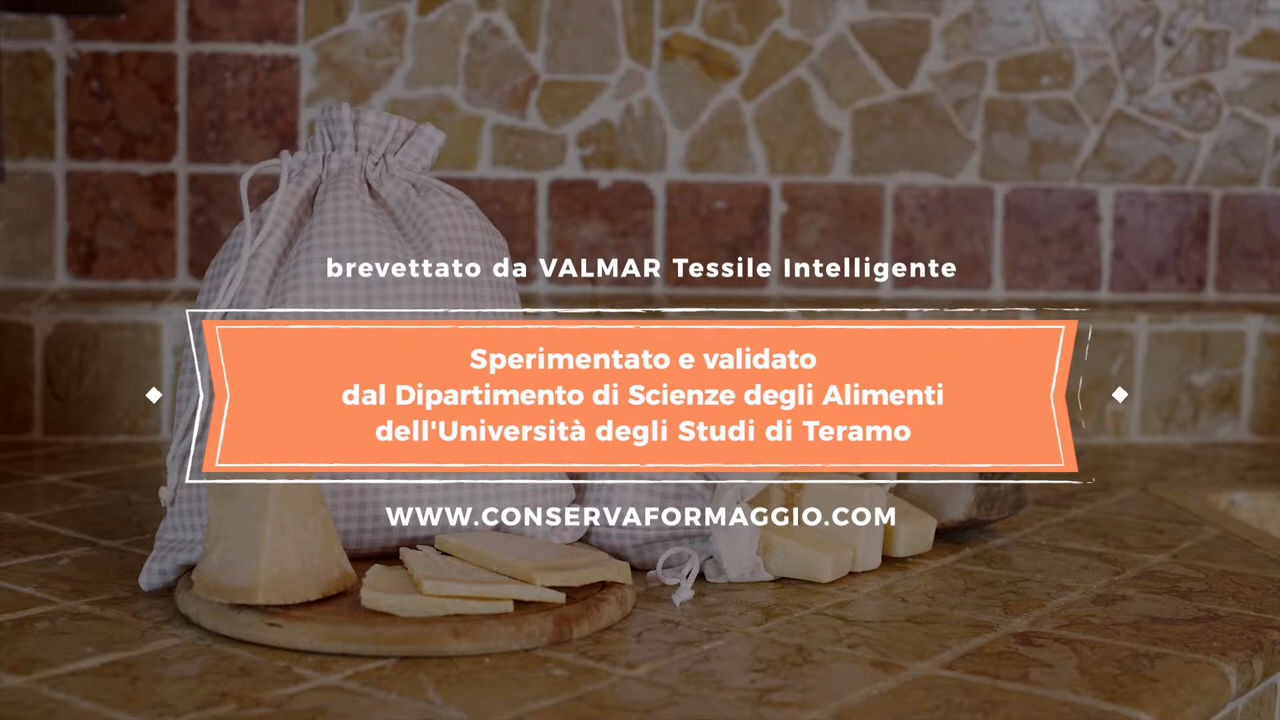 brevettato da VALMAR Tessile Intelligente
Sperimentato e validato
dal Dipartimento di Scienze degli Alimenti
dell'Università degli Studi di Teramo
WWW.CONSERVAFORMAGGIO.COM